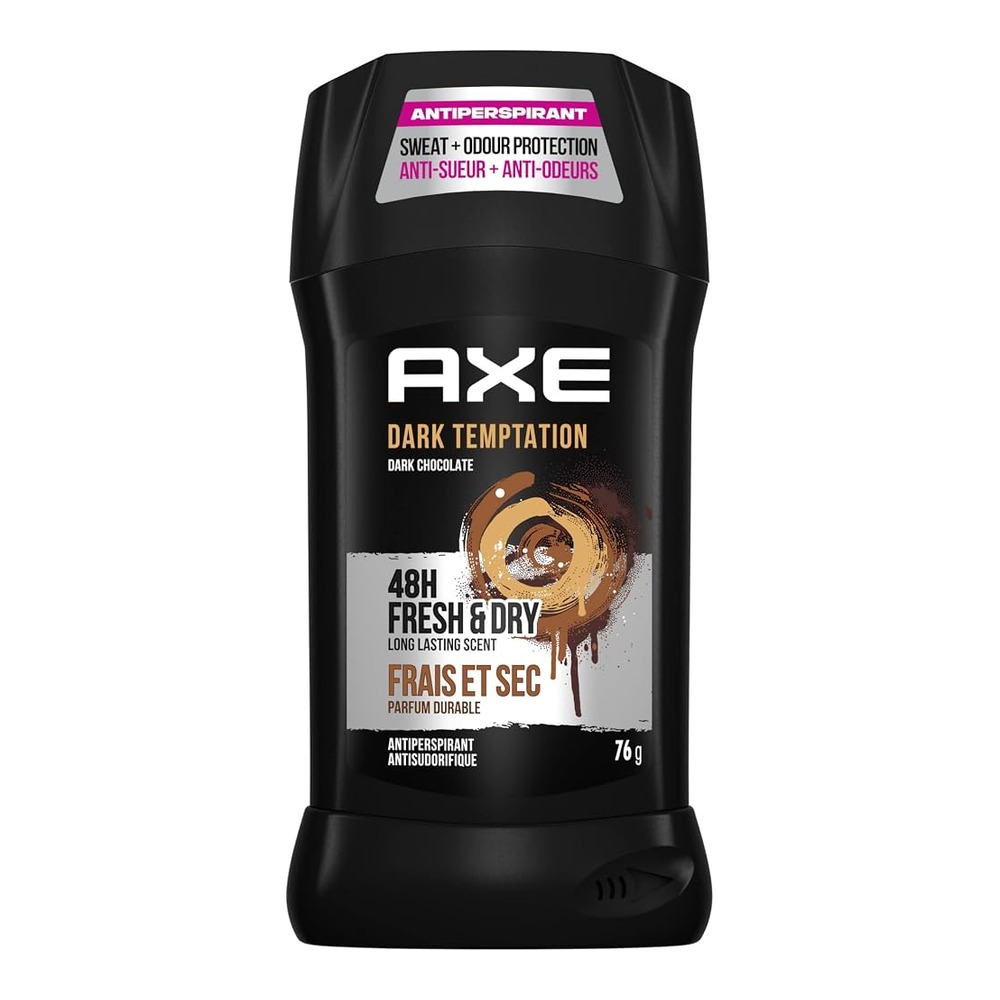 ANTIPERSPIRANT
SWEAT + ODOUR PROTECTION
ANTI-SUEUR + ANTI-ODEURS
AXE
DARK TEMPTATION
DARK CHOCOLATE
48H
FRESH & DRY
LONG LASTING SCENT
FRAIS ET SEC
PARFUM DURABLE
ANTIPERSPIRANT
ANTISUDORIFIQUE
76 g